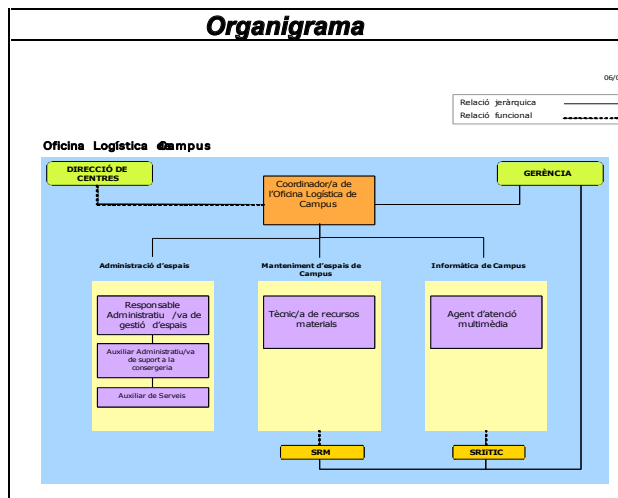 Organigrama
06/0
Relació jeràrquica
Relació funcional
Oficina Logística Campus
DIRECCIÓ DE
CENTRES
Coordinador/a de
l'Oficina Logística de
Campus
GERÈNCIA
Administració d'espais
Manteniment d'espais de
Campus
Informàtica de Campus
Responsable
Administratiu /va de
gestió d'espais
Auxiliar Administratiu/va
de suport a la
consergeria
Auxiliar de Serveis
Tècnic/a de recursos
materials
Agent d'atenció
multimèdia
SRM
SRIiTIC